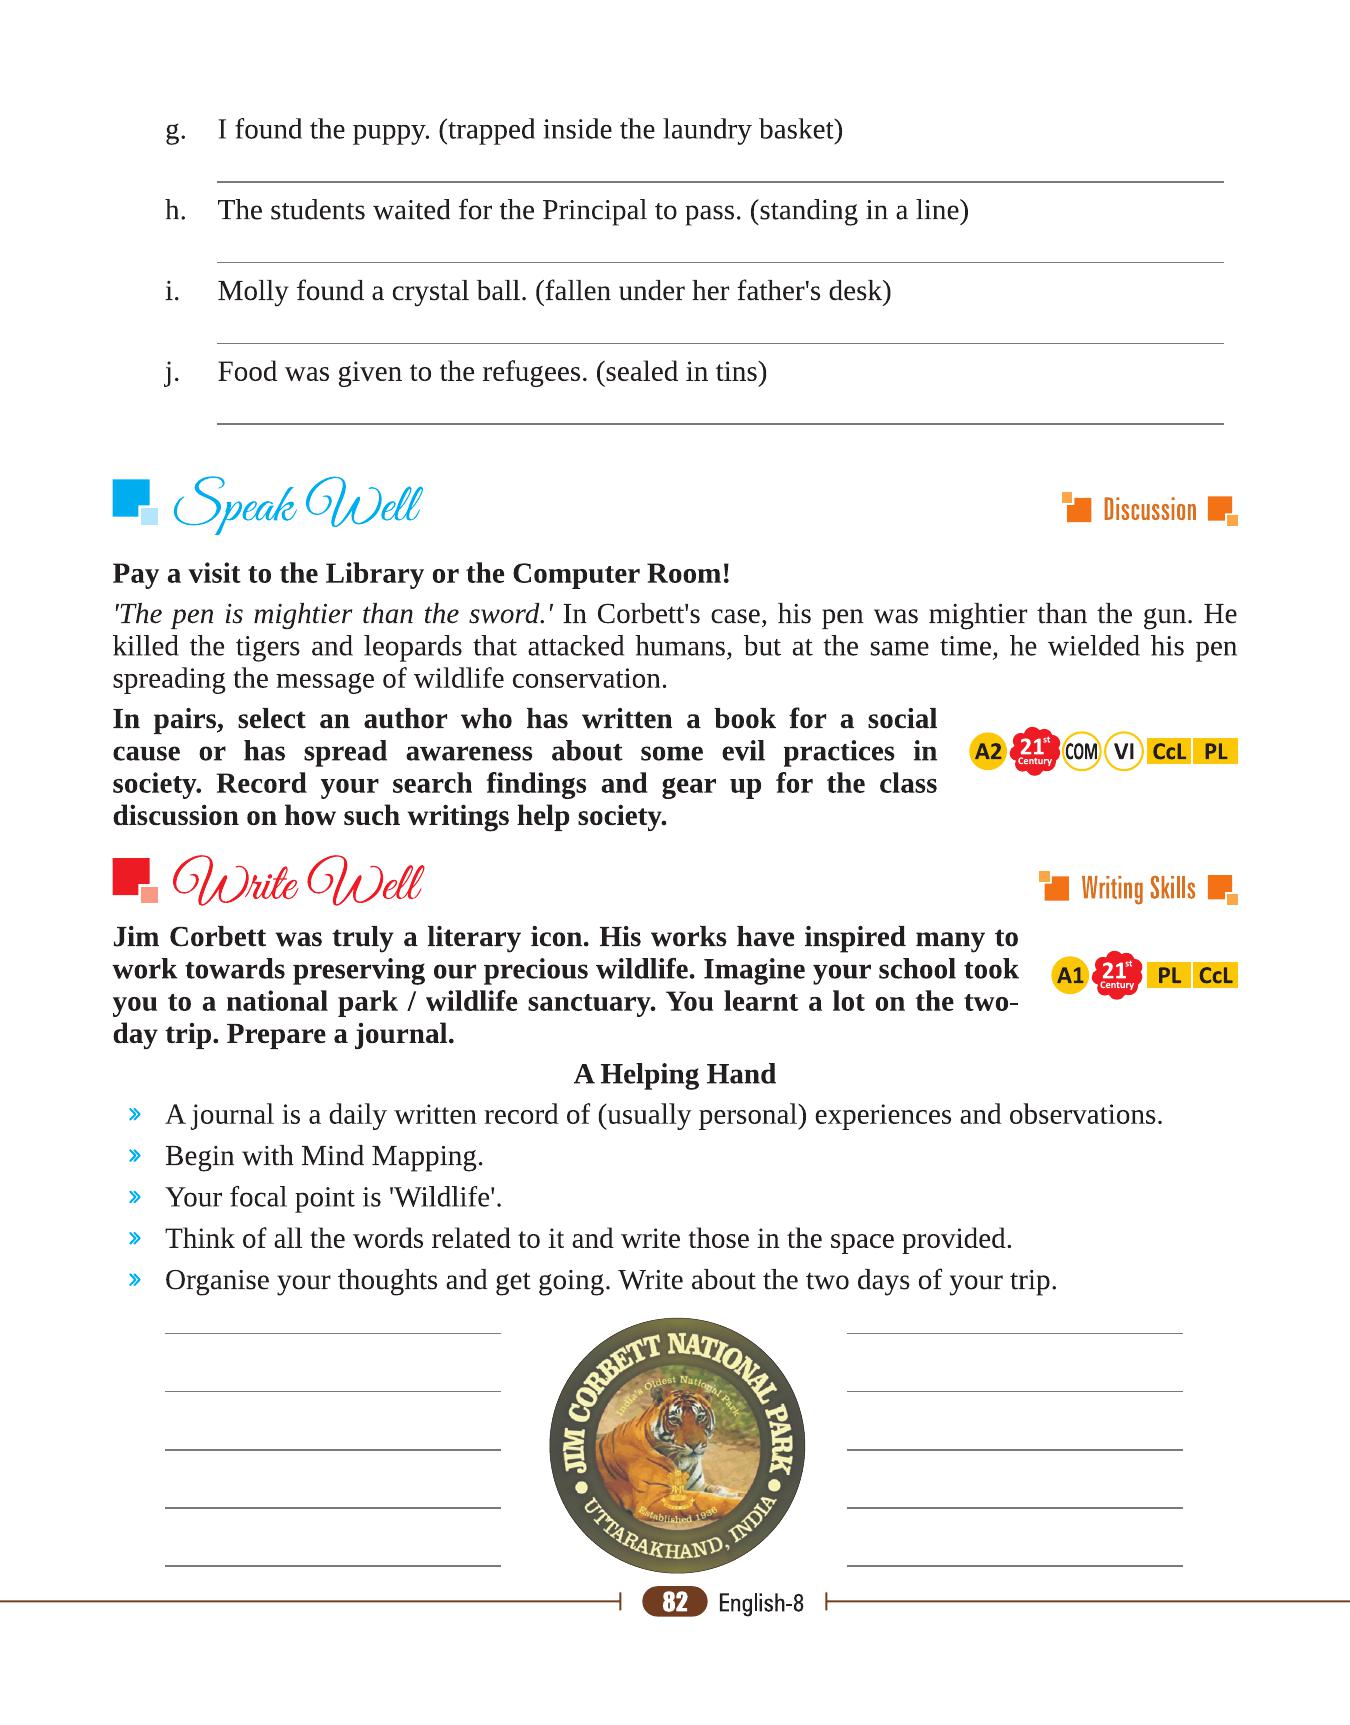 g. I found the puppy. (trapped inside the laundry basket)
h. The students waited for the Principal to pass. (standing in a line)
i. Molly found a crystal ball. (fallen under her father's desk)
j. Food was given to the refugees. (sealed in tins)
Speak Well
Discussion
Pay a visit to the Library or the Computer Room!
'The pen is mightier than the sword.' In Corbett's case, his pen was mightier than the gun. He
killed the tigers and leopards that attacked humans, but at the same time, he wielded his pen
spreading the message of wildlife conservation.
In pairs, select an author who has written a book for a social
cause or has spread awareness about some evil practices in
society. Record your search findings and gear up for the class
discussion on how such writings help society.
A2 21st Century COM VI CcL PL
Write Well
Writing Skills
Jim Corbett was truly a literary icon. His works have inspired many to
work towards preserving our precious wildlife. Imagine your school took
you to a national park / wildlife sanctuary. You learnt a lot on the two-
day trip. Prepare a journal.
A1 21st Century PL CcL
A Helping Hand
» A journal is a daily written record of (usually personal) experiences and observations.
» Begin with Mind Mapping.
» Your focal point is 'Wildlife'.
» Think of all the words related to it and write those in the space provided.
» Organise your thoughts and get going. Write about the two days of your trip.
JIM CORBETT NATIONAL PARK
India's Oldest National Park
Established 1936
UTTARAKHAND, INDIA
82 English-8